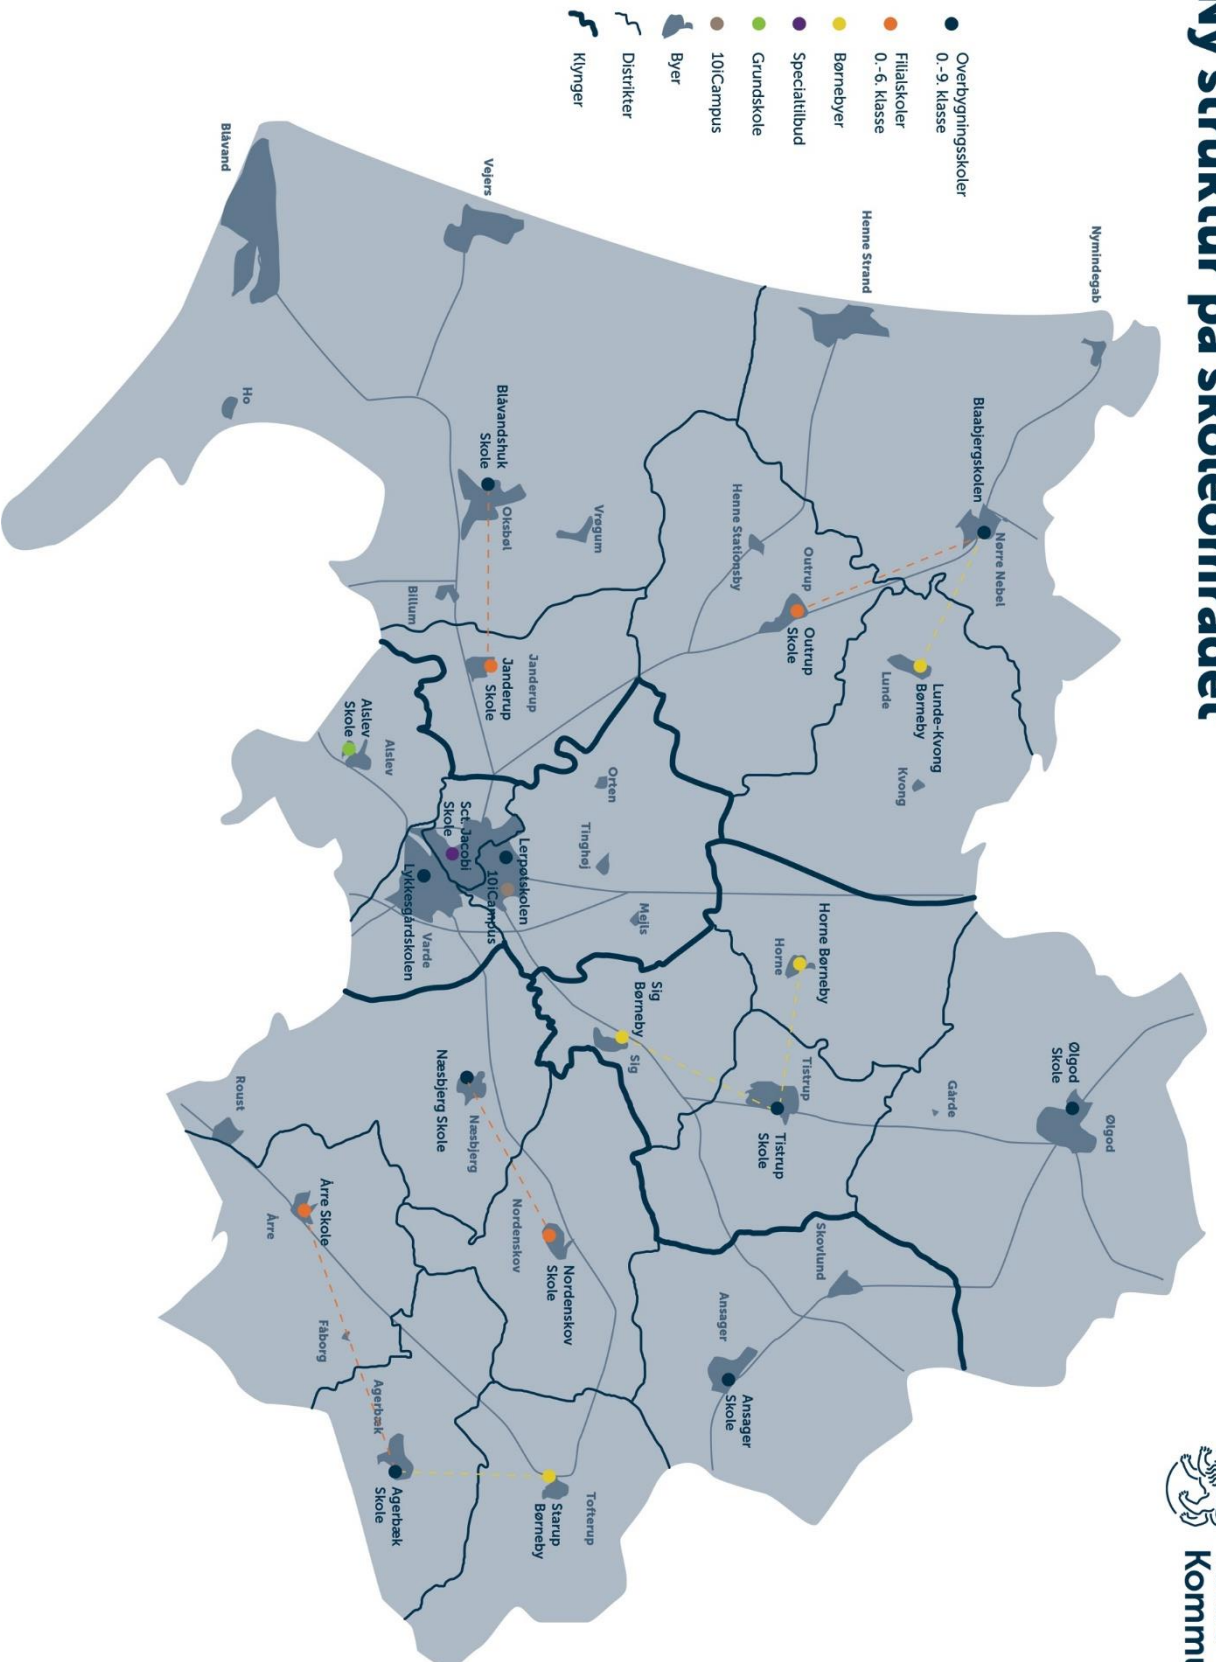 Ny struktur på skoleområdet
Kommu
Overbygningsskoler
0.-9. klasse
Filialskoler
0.-6. klasse
Børnebyer
Specialtilbud
Grundskole
10iCampus
Byer
Distrikter
Klynger
Nymindegab
Henne Strand
Vejers
Blåvand
Ho
Blaabjergskolen
Nørre Nebel
Lunde-Kvong
Børneby
Lunde
Kvong
Outrup
Outrup
Skole
Henne Stationsby
Vrøgum
Blåvandshuk
Skole
Oksbøl
Billum
Janderup
Janderup
Skole
Alslev
Alslev
Skole
Orten
Tinghøj
Mejls
Lerpøtskolen
10iCampus
Sct. Jacobi
Skole
Lykkesgårdskolen
Varde
Horne Børneby
Horne
Sig
Børneby
Sig
Tistrup
Tistrup
Skole
Gårde
Ølgod
Skole
Ølgod
Skovlund
Ansager
Ansager
Skole
Næsbjerg Skole
Næsbjerg
Nordenskov
Nordenskov
Skole
Roust
Årre Skole
Årre
Fåborg
Agerbæk
Agerbæk
Skole
Starup
Børneby
Tofterup